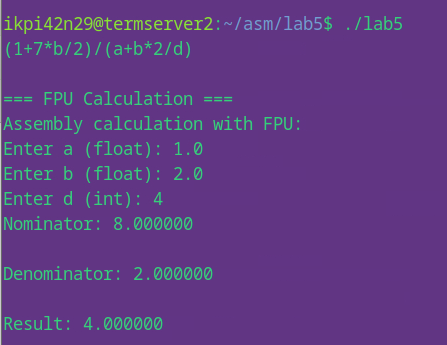 ikpi42n29@termserver2:~/asm/lab5$ ./lab5
(1+7*b/2)/(a+b*2/d)
=== FPU Calculation ===
Assembly calculation with FPU:
Enter a (float): 1.0
Enter b (float): 2.0
Enter d (int): 4
Nominator: 8.000000
Denominator: 2.000000
Result: 4.000000